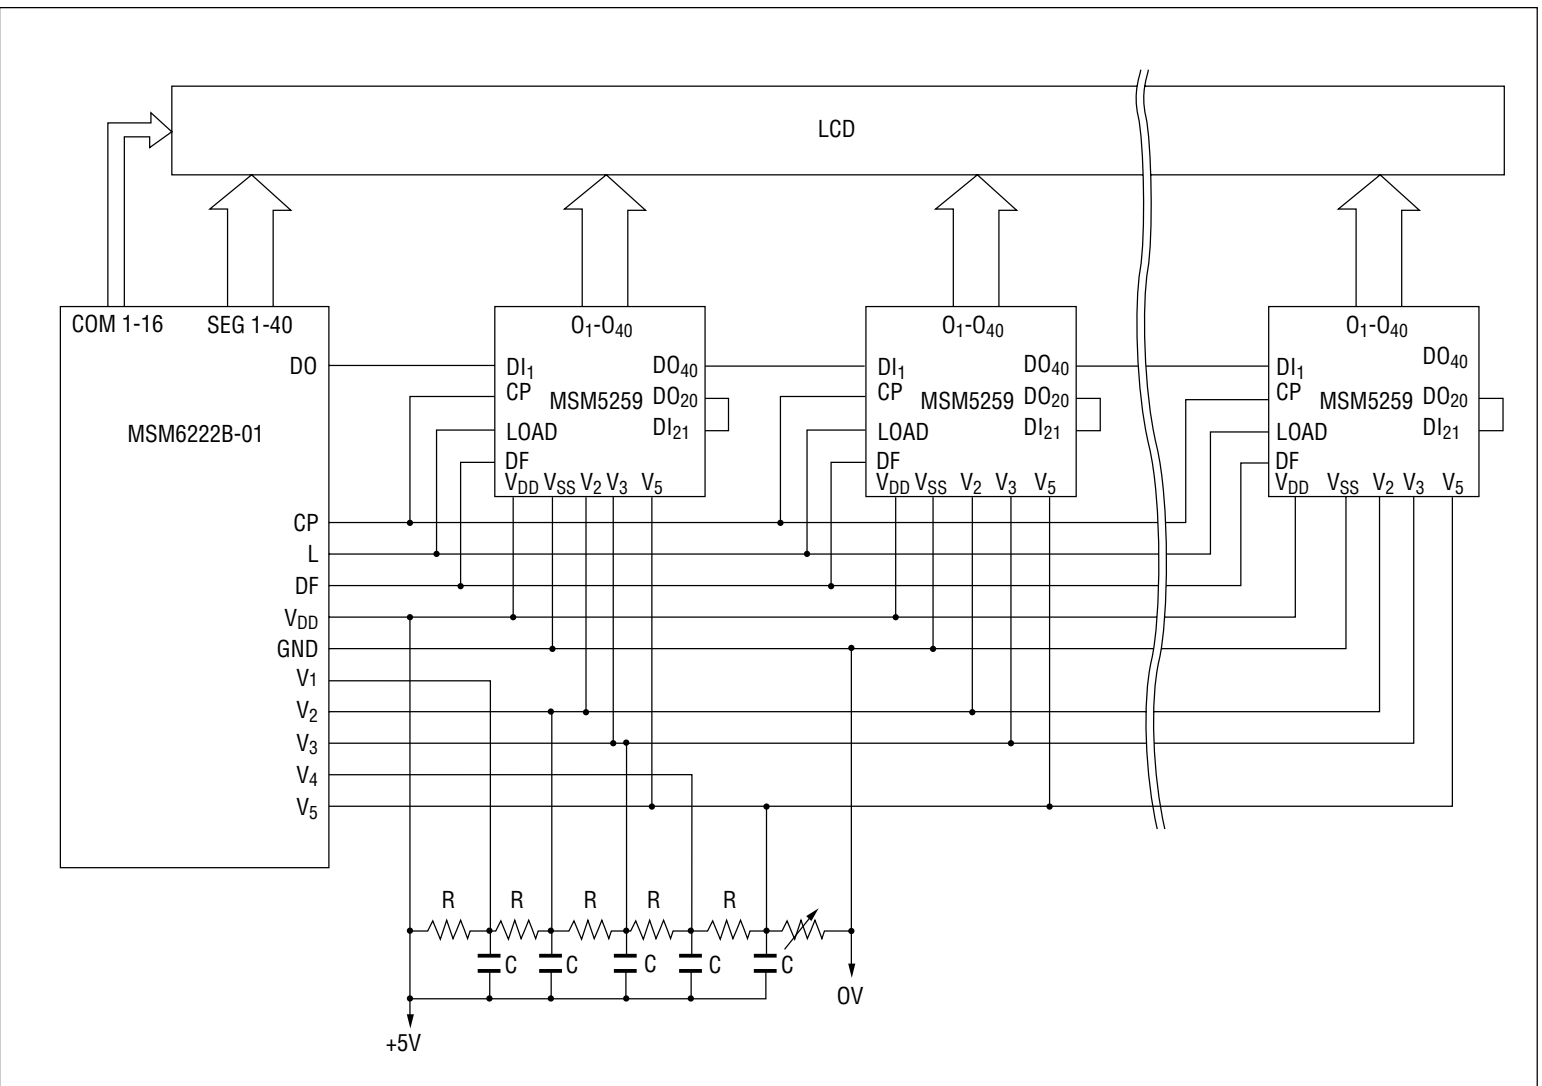 LCD
COM 1-16 SEG 1-40
DO
MSM6222B-01
CP
L
DF
VDD
GND
V1
V2
V3
V4
V5
O1-O40
DI1 DO40
CP
MSM5259 DO20
LOAD DI21
DF
VDD VSS V2 V3 V5
O1-O40
DI1 DO40
CP
MSM5259 DO20
LOAD DI21
DF
VDD VSS V2 V3 V5
O1-O40
DI1 DO40
CP
MSM5259 DO20
LOAD DI21
DF
VDD VSS V2 V3 V5
R R R R R
C C C C C
0V
+5V